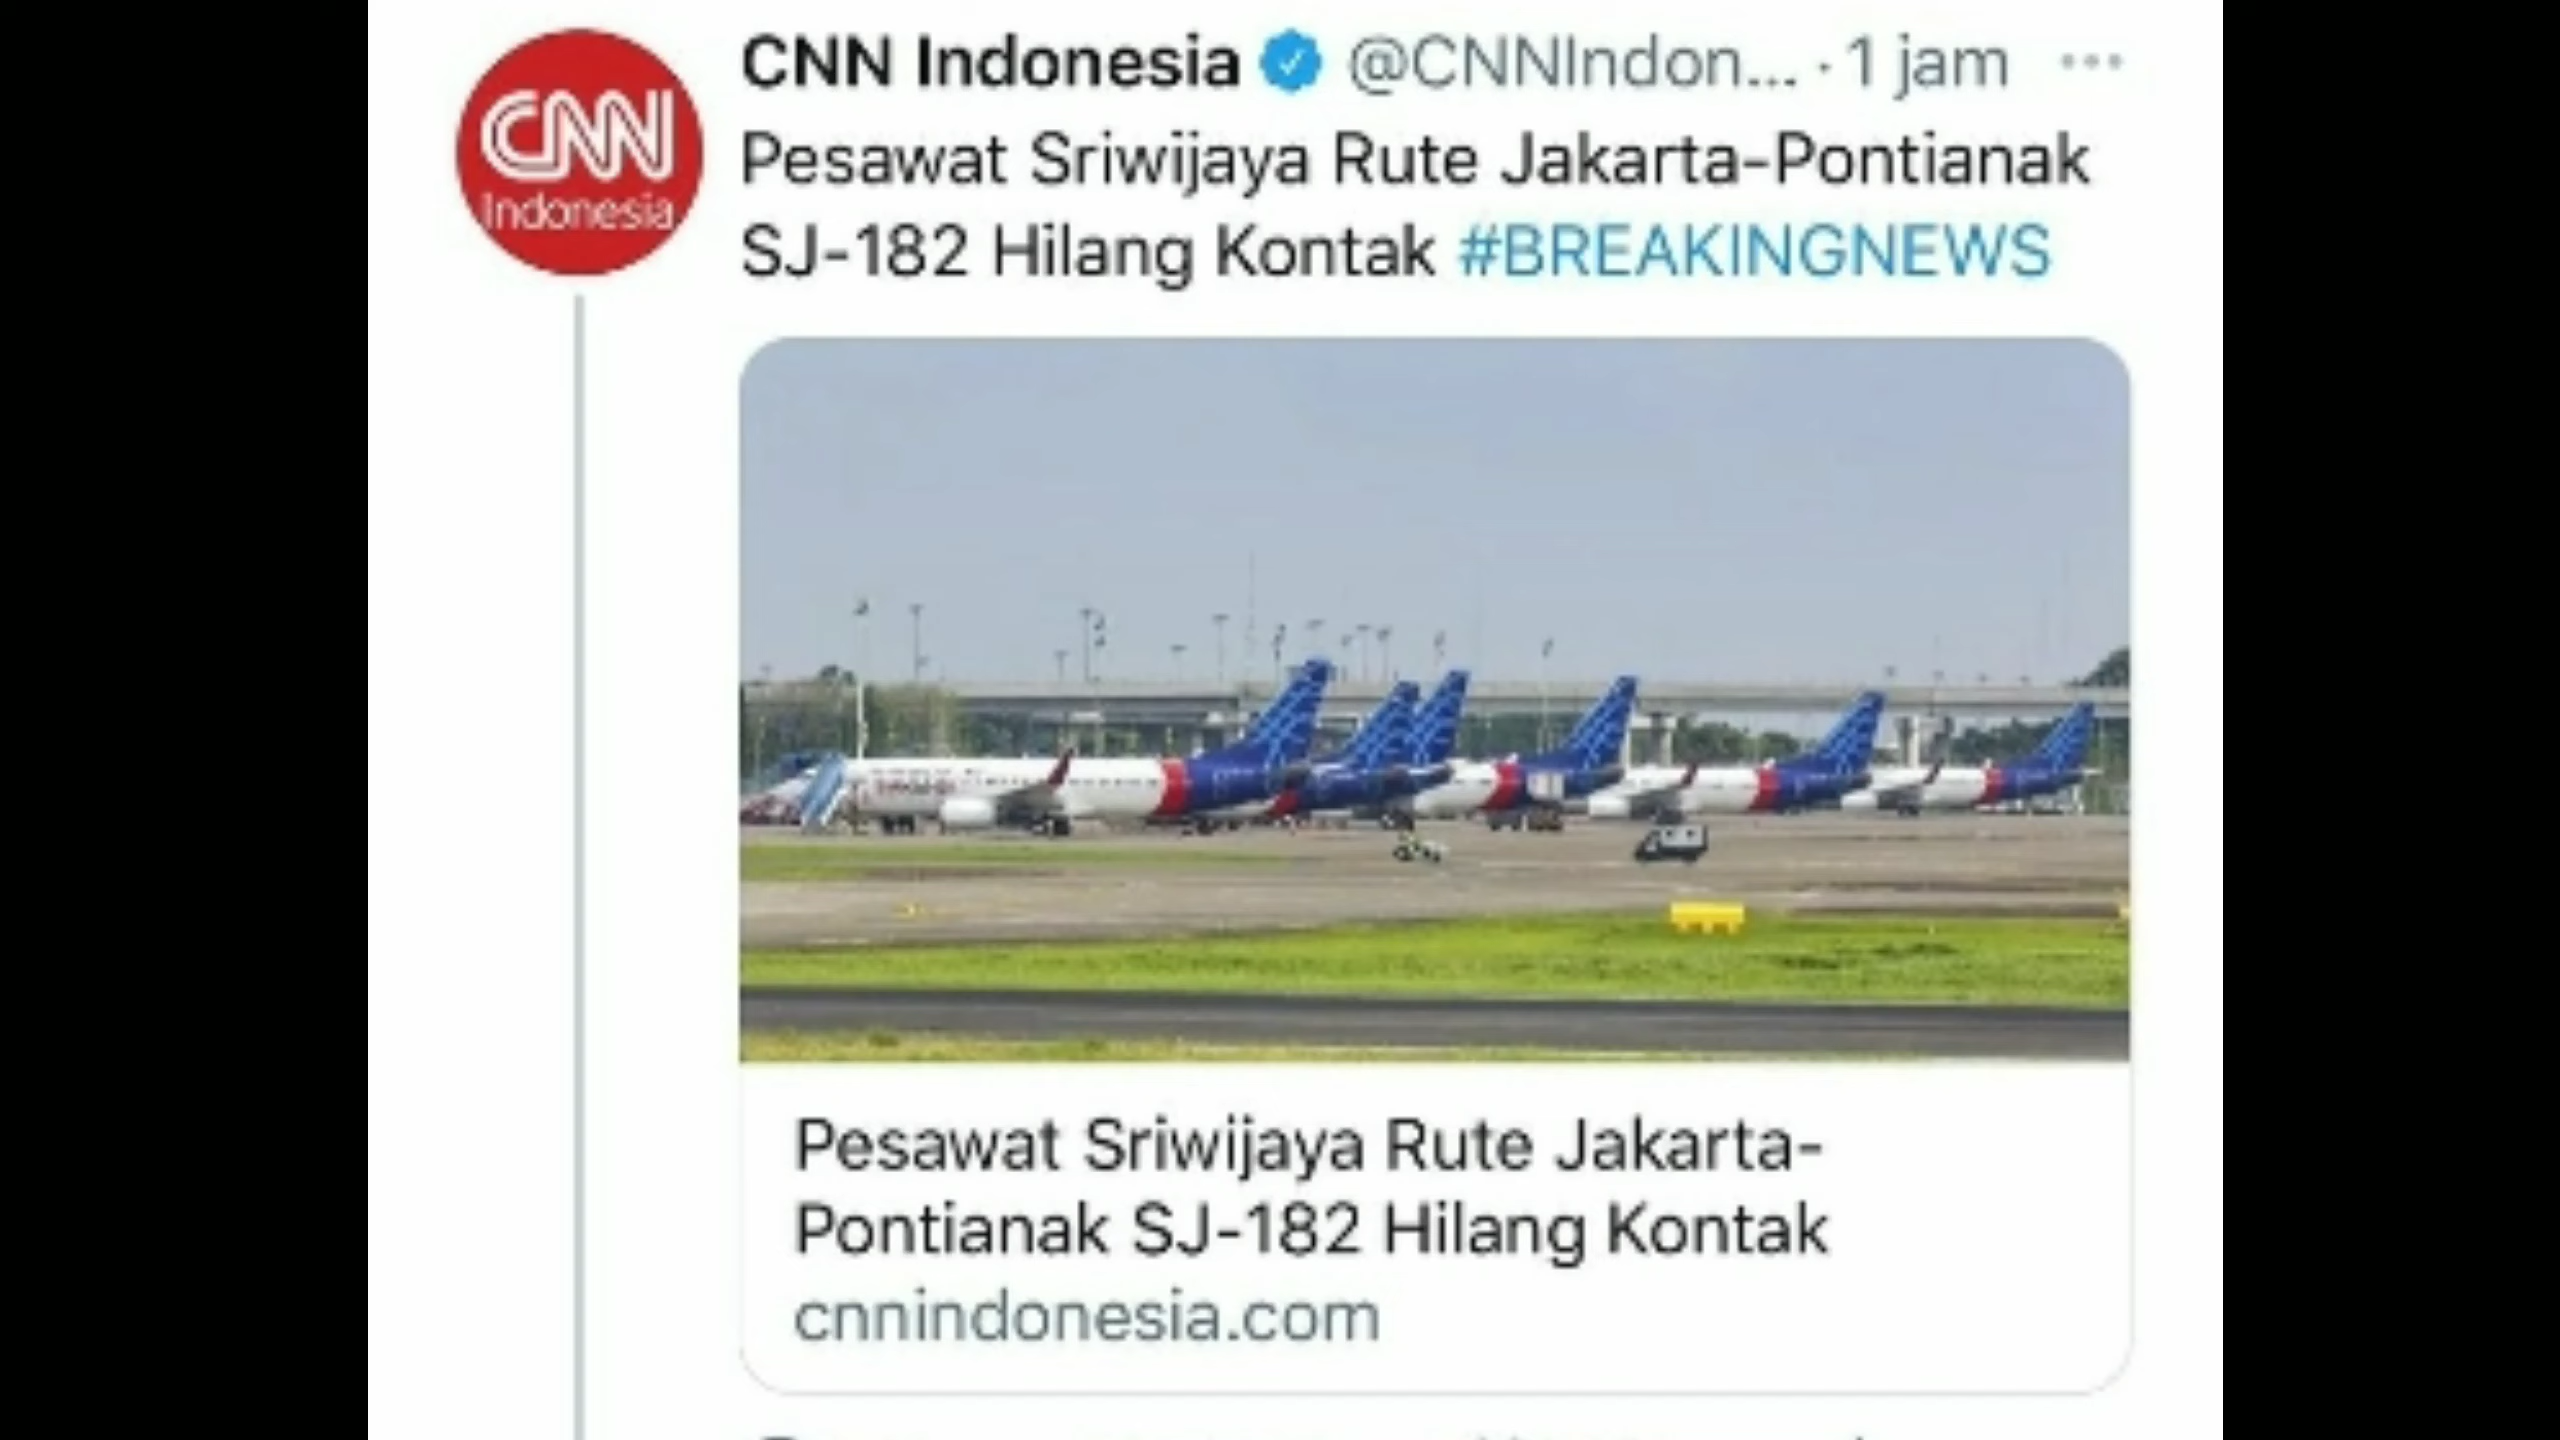 CNN Indonesia @CNNIndon... · 1 jam
CNN
Indonesia
Pesawat Sriwijaya Rute Jakarta-Pontianak
SJ-182 Hilang Kontak #BREAKINGNEWS
Pesawat Sriwijaya Rute Jakarta-
Pontianak SJ-182 Hilang Kontak
cnnindonesia.com